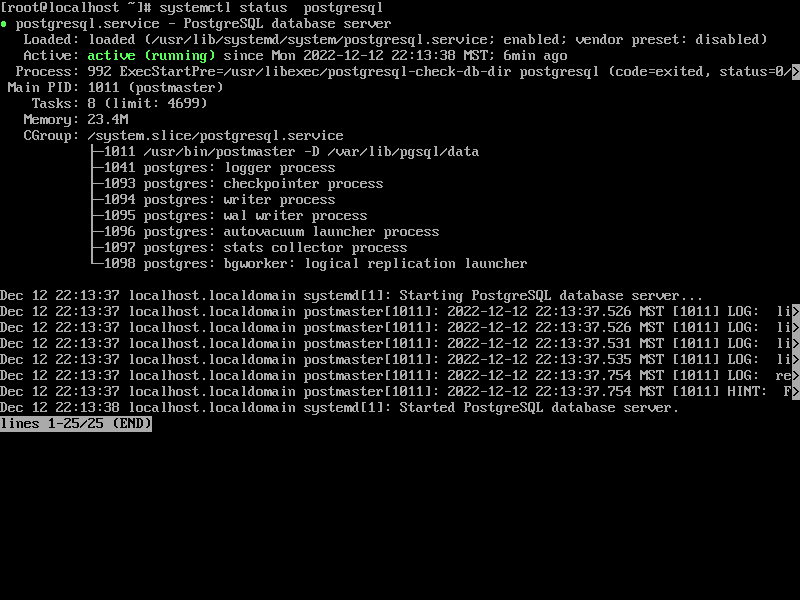 [root@localhost ~]# systemctl status  postgresql
● postgresql.service - PostgreSQL database server
   Loaded: loaded (/usr/lib/systemd/system/postgresql.service; enabled; vendor preset: disabled)
   Active: active (running) since Mon 2022-12-12 22:13:38 MST; 6min ago
  Process: 992 ExecStartPre=/usr/libexec/postgresql-check-db-dir postgresql (code=exited, status=0/>
 Main PID: 1011 (postmaster)
    Tasks: 8 (limit: 4699)
   Memory: 23.4M
   CGroup: /system.slice/postgresql.service
           ├─1011 /usr/bin/postmaster -D /var/lib/pgsql/data
           ├─1041 postgres: logger process
           ├─1093 postgres: checkpointer process
           ├─1094 postgres: writer process
           ├─1095 postgres: wal writer process
           ├─1096 postgres: autovacuum launcher process
           ├─1097 postgres: stats collector process
           └─1098 postgres: bgworker: logical replication launcher
Dec 12 22:13:37 localhost.localdomain systemd[1]: Starting PostgreSQL database server...
Dec 12 22:13:37 localhost.localdomain postmaster[1011]: 2022-12-12 22:13:37.526 MST [1011] LOG:  li>
Dec 12 22:13:37 localhost.localdomain postmaster[1011]: 2022-12-12 22:13:37.526 MST [1011] LOG:  li>
Dec 12 22:13:37 localhost.localdomain postmaster[1011]: 2022-12-12 22:13:37.531 MST [1011] LOG:  li>
Dec 12 22:13:37 localhost.localdomain postmaster[1011]: 2022-12-12 22:13:37.535 MST [1011] LOG:  li>
Dec 12 22:13:37 localhost.localdomain postmaster[1011]: 2022-12-12 22:13:37.754 MST [1011] LOG:  re>
Dec 12 22:13:37 localhost.localdomain postmaster[1011]: 2022-12-12 22:13:37.754 MST [1011] HINT:  F>
Dec 12 22:13:38 localhost.localdomain systemd[1]: Started PostgreSQL database server.
lines 1-25/25 (END)